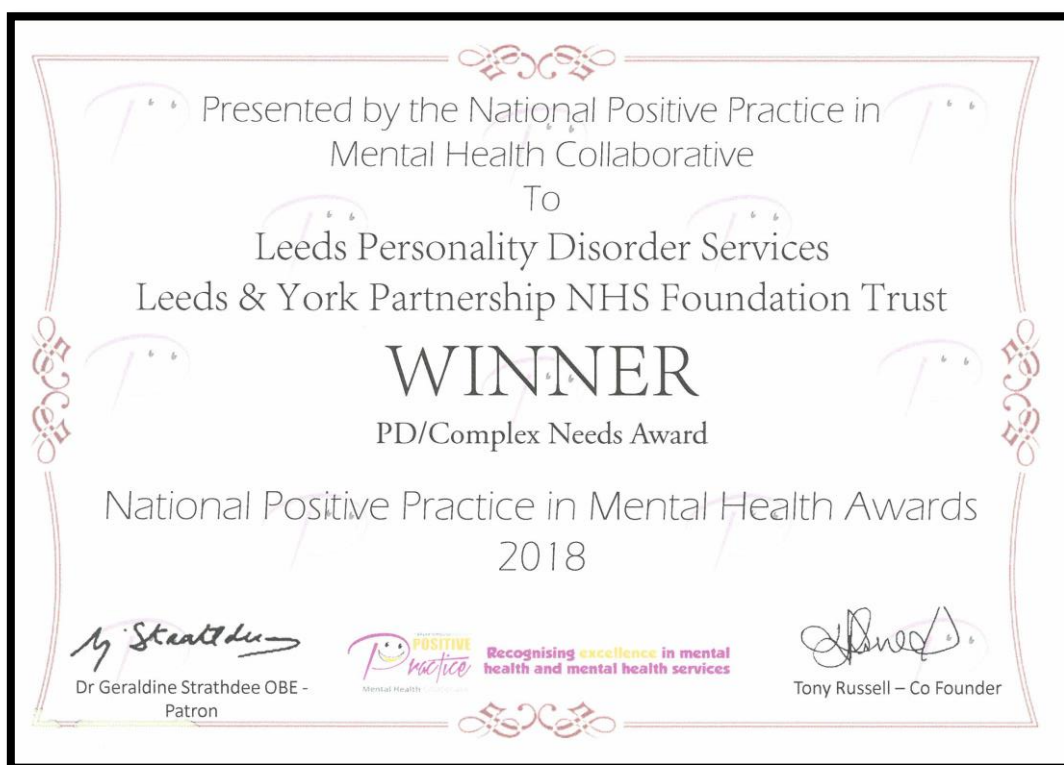 Presented by the National Positive Practice in
Mental Health Collaborative
To
Leeds Personality Disorder Services
Leeds & York Partnership NHS Foundation Trust
WINNER
PD/Complex Needs Award
National Positive Practice in Mental Health Awards
2018
Dr Geraldine Strathdee OBE -
Patron
POSITIVE
Practice
Mental Health
Recognising excellence in mental
health and mental health services
Tony Russell – Co Founder